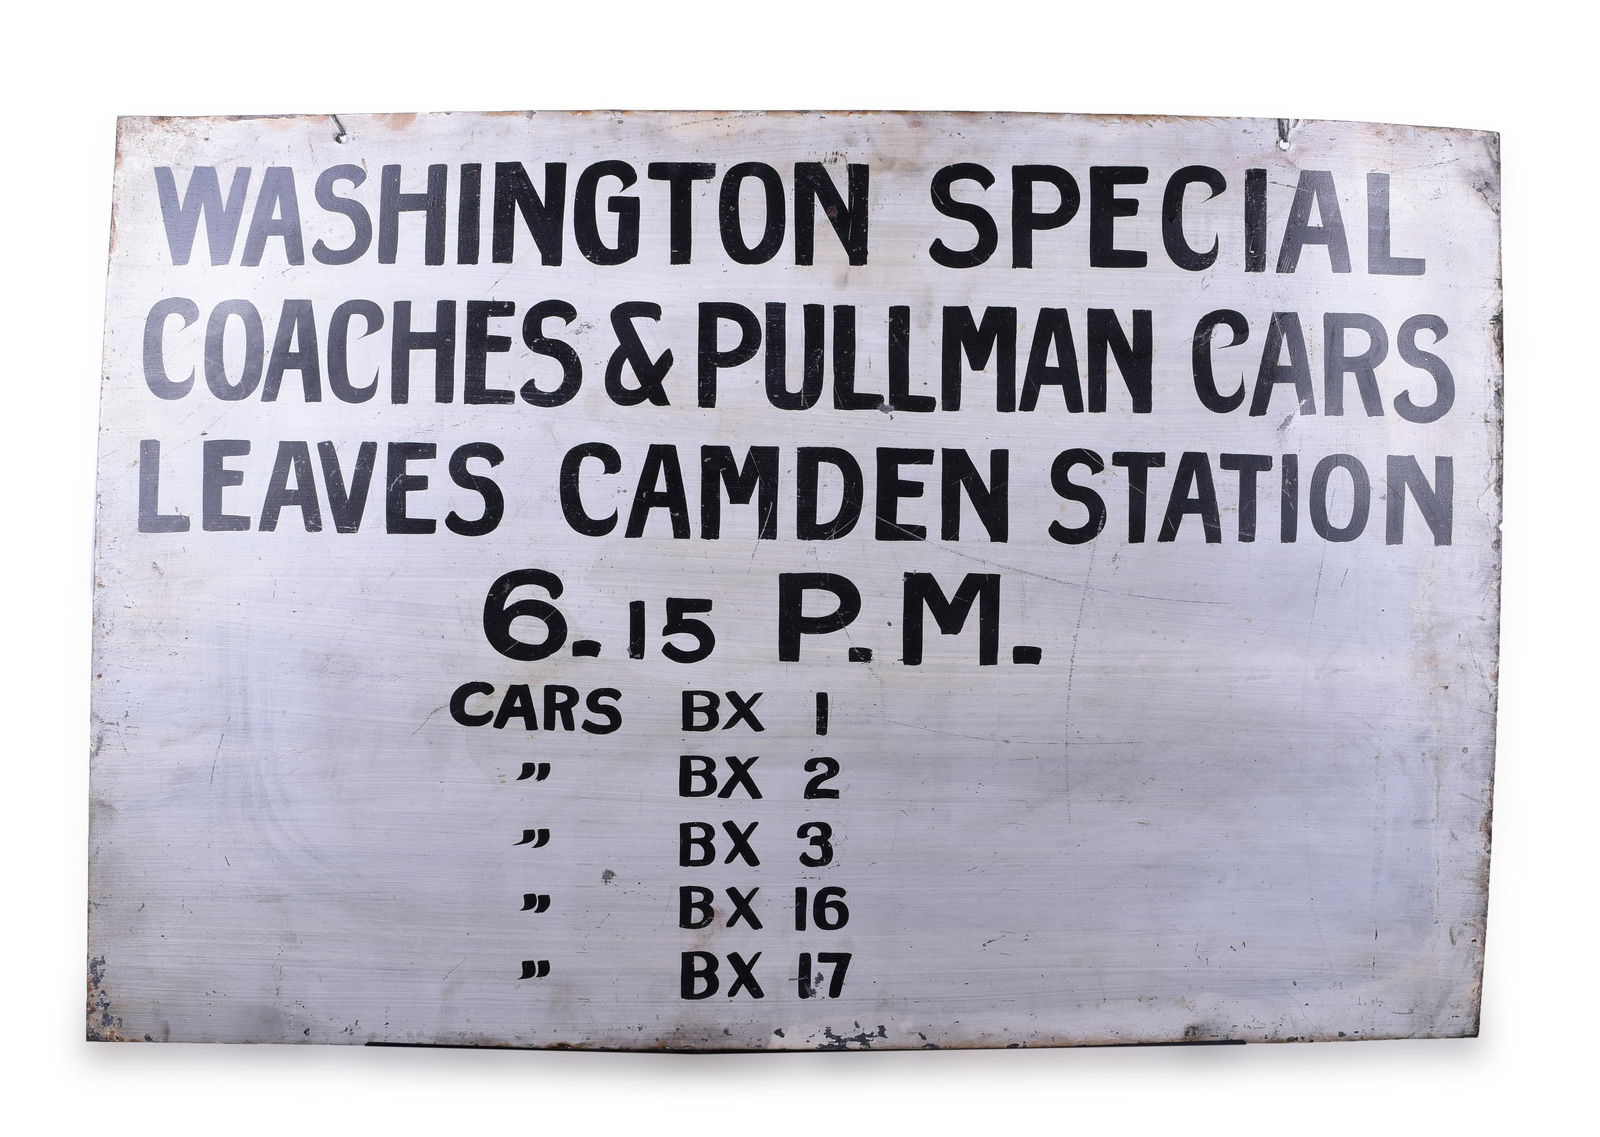 WASHINGTON SPECIAL
COACHES & PULLMAN CARS
LEAVES CAMDEN STATION
6.15 P.M.
CARS BX 1
" BX 2
" BX 3
" BX 16
" BX 17